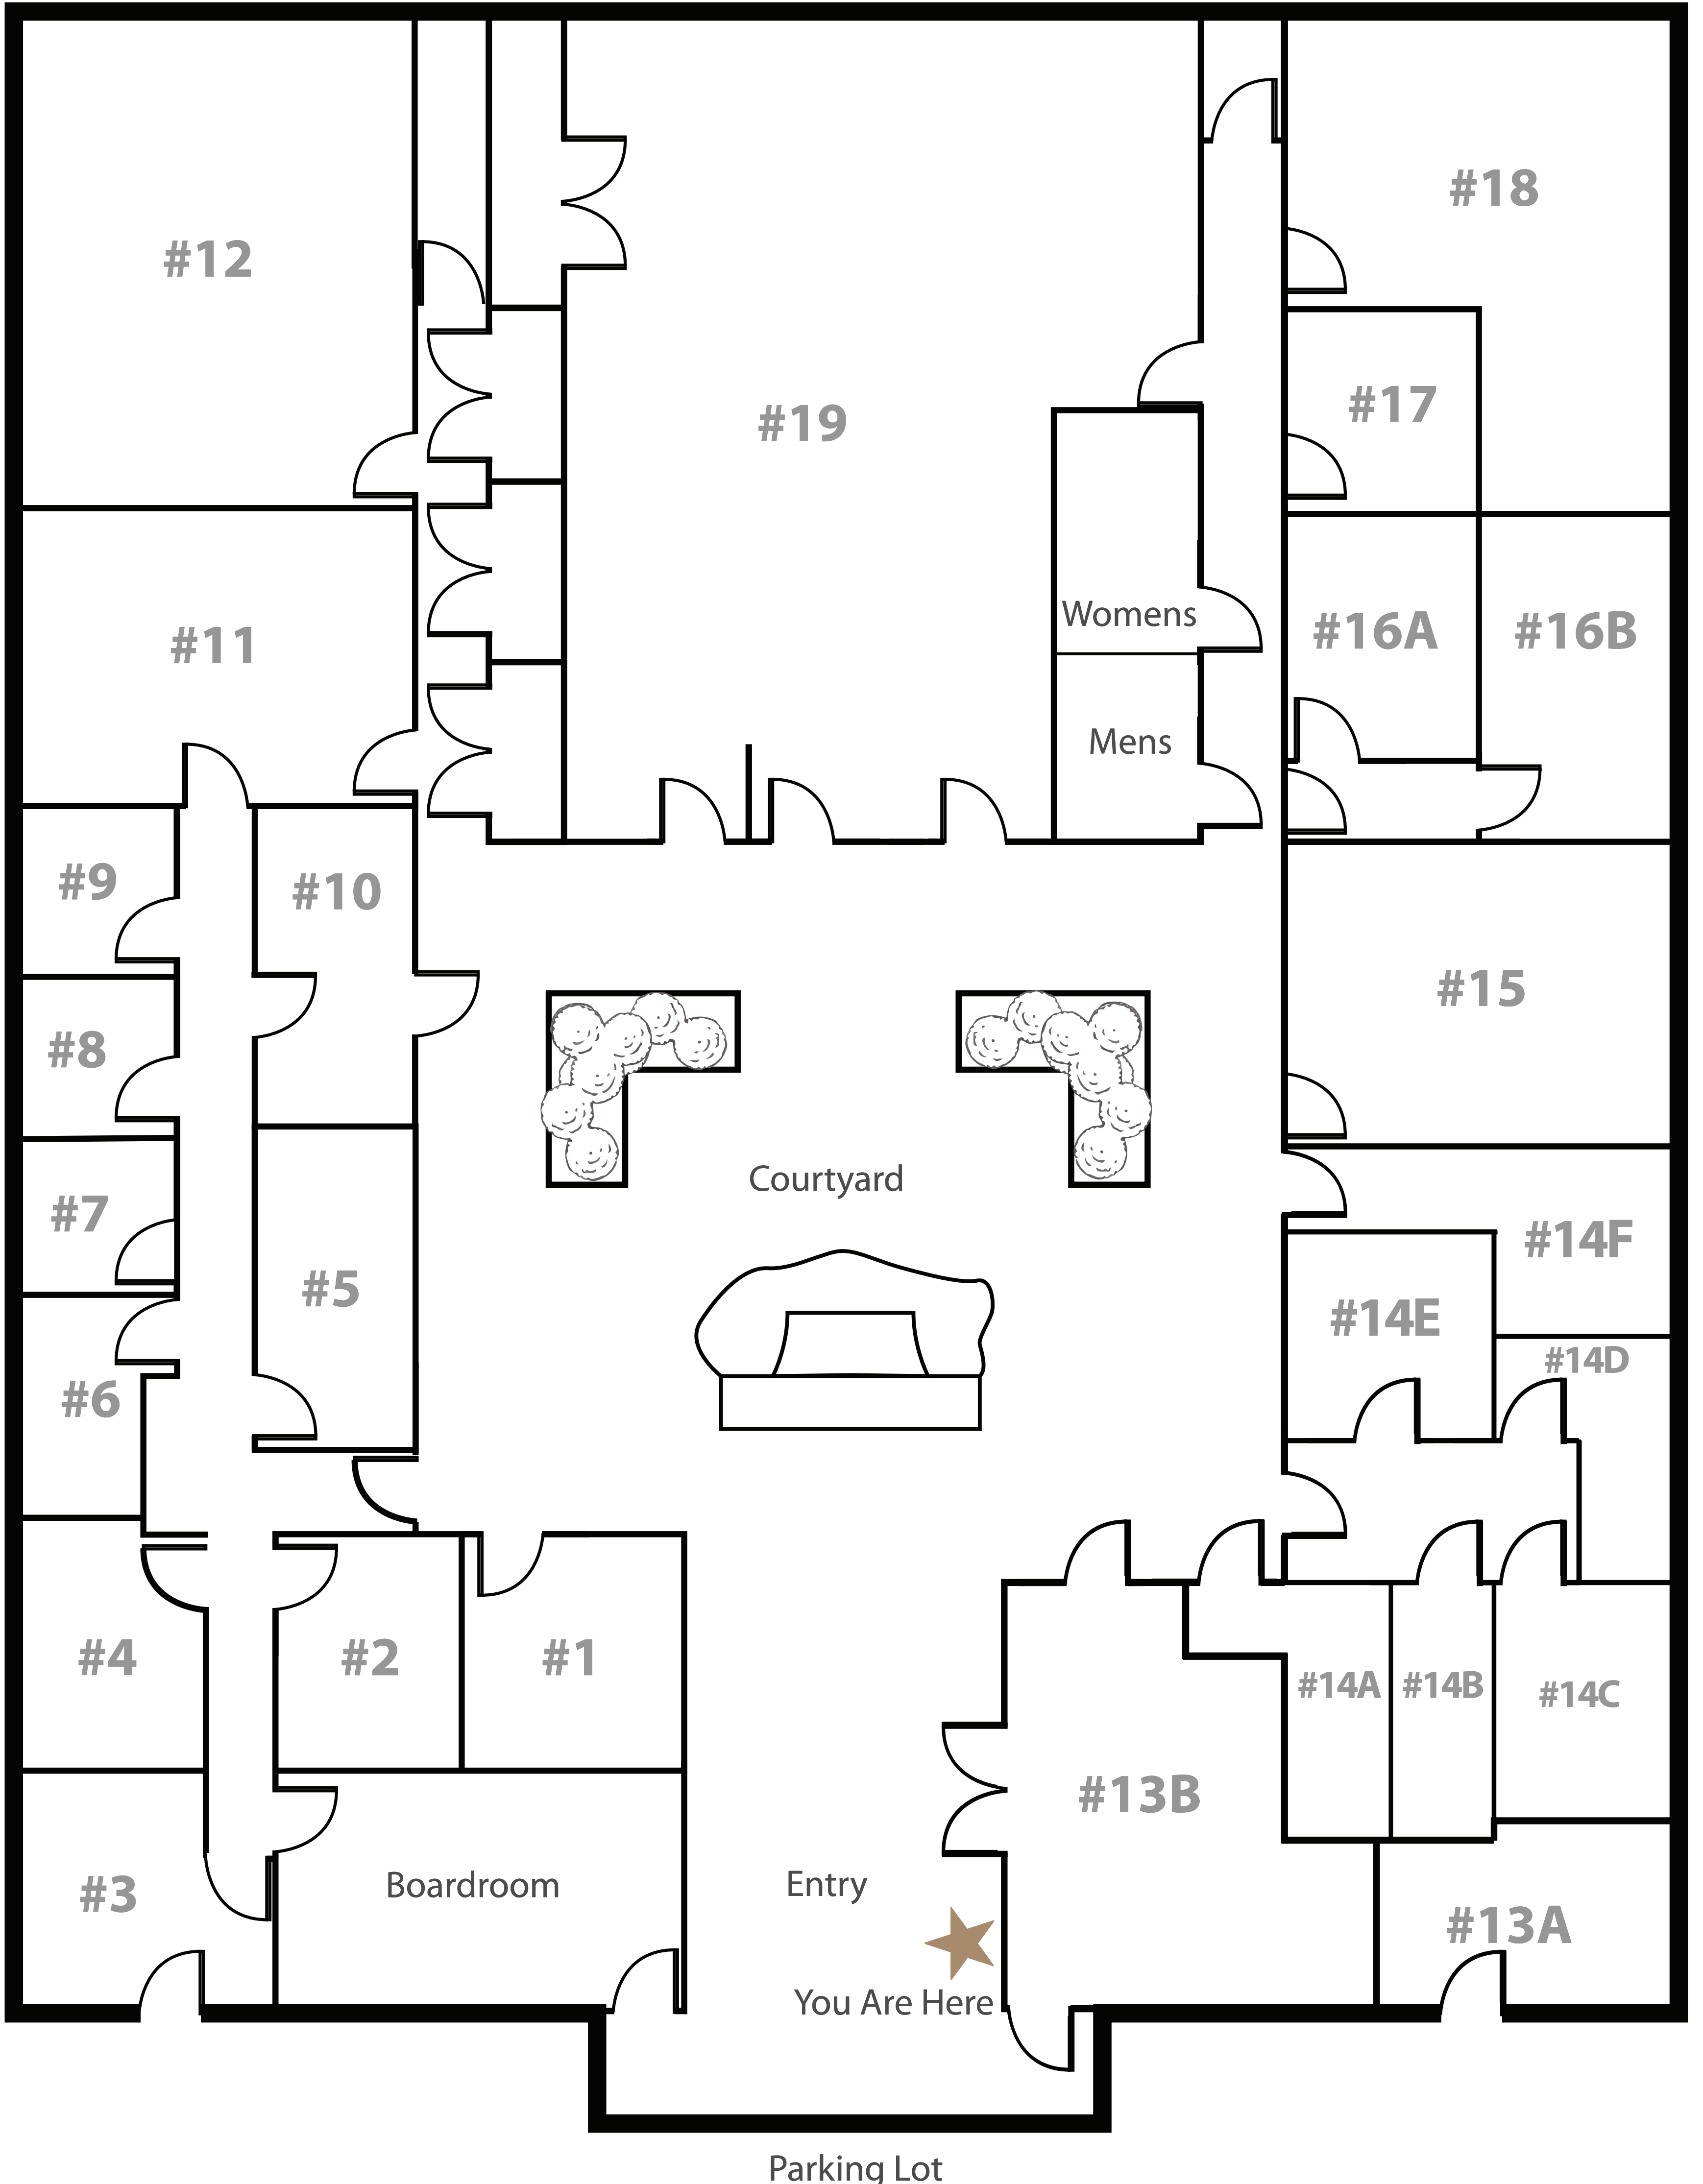 #12
#18
#19
#17
#11
Womens
#16A
#16B
Mens
#9
#10
#8
#15
Courtyard
#7
#14F
#5
#14E
#14D
#6
#4
#2
#1
#14A
#14B
#14C
#13B
#3
Boardroom
Entry
#13A
You Are Here
Parking Lot